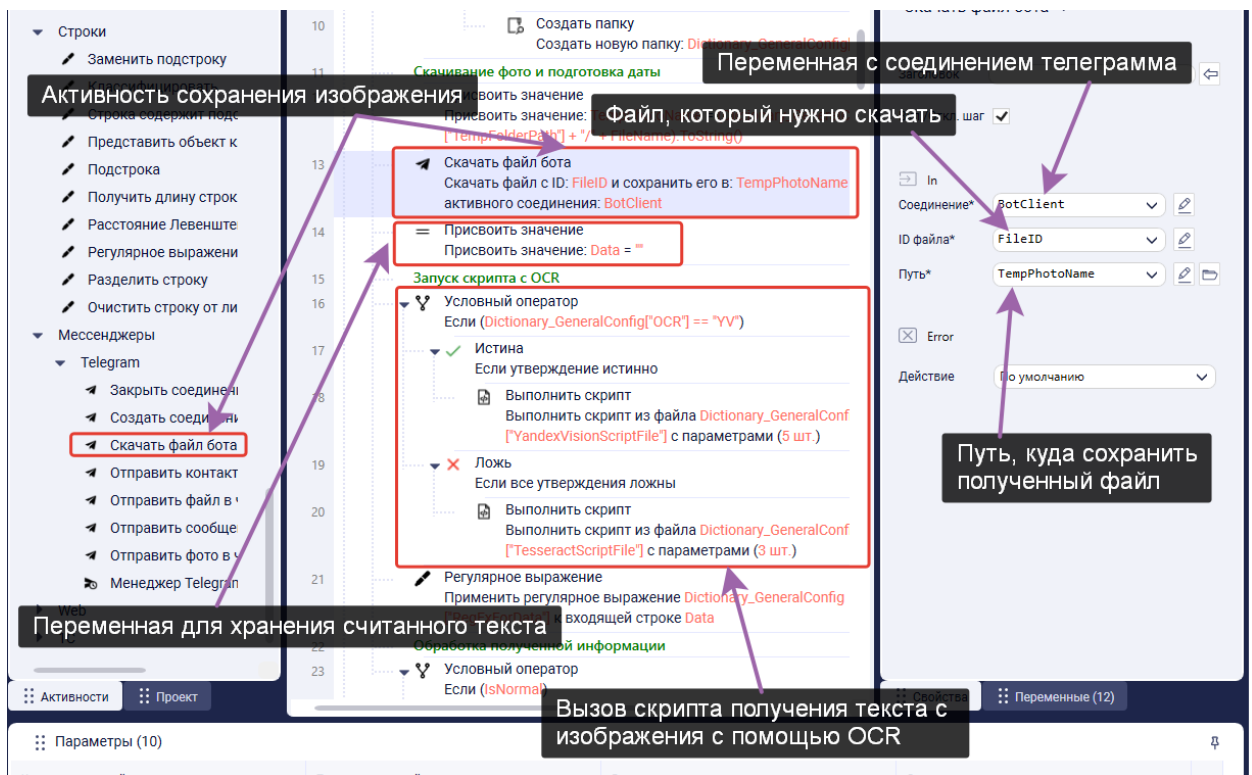 Строки
Заменить подстроку
Активность сохранения изображения
Представить объект к
Подстрока
Получить длину строк
Расстояние Левенште
Регулярное выражени
Разделить строку
Очистить строку от ли
Мессенджеры
Telegram
Закрыть соединени
Создать соединени
Скачать файл бота
Отправить контакт
Отправить файл в ч
Отправить сообще
Отправить фото в ч
Менеджер Telegram
Web
Переменная для хранения считанного текста
Активности
Проект
10
Создать папку
Создать новую папку: Dictionary_GeneralConfig[
11
Скачивание фото и подготовка даты
Присвоить значение
Присвоить значение:
["TempFolderPath"] + "/" + FileName).ToString()
13
Скачать файл бота
Скачать файл с ID: FileID и сохранить его в: TempPhotoName
активного соединения: BotClient
14
Присвоить значение
Присвоить значение: Data = ""
15
Запуск скрипта с OCR
16
Условный оператор
Если (Dictionary_GeneralConfig["OCR"] == "YV")
17
Истина
Если утверждение истинно
18
Выполнить скрипт
Выполнить скрипт из файла Dictionary_GeneralConf
["YandexVisionScriptFile"] с параметрами (5 шт.)
19
Ложь
Если все утверждения ложны
20
Выполнить скрипт
Выполнить скрипт из файла Dictionary_GeneralConf
["TesseractScriptFile"] с параметрами (3 шт.)
21
Регулярное выражение
Применить регулярное выражение Dictionary_GeneralConfig
к входящей строке Data
22
Обработка полученной информации
23
Условный оператор
Если (IsNormal)
Вызов скрипта получения текста с
изображения с помощью OCR
Переменная с соединением телеграмма
Заголовок
Файл, который нужно скачать
шаг
In
Соединение*
BotClient
ID файла*
FileID
Путь*
TempPhotoName
Error
Действие
По умолчанию
Путь, куда сохранить
полученный файл
Свойства
Переменные (12)
Параметры (10)